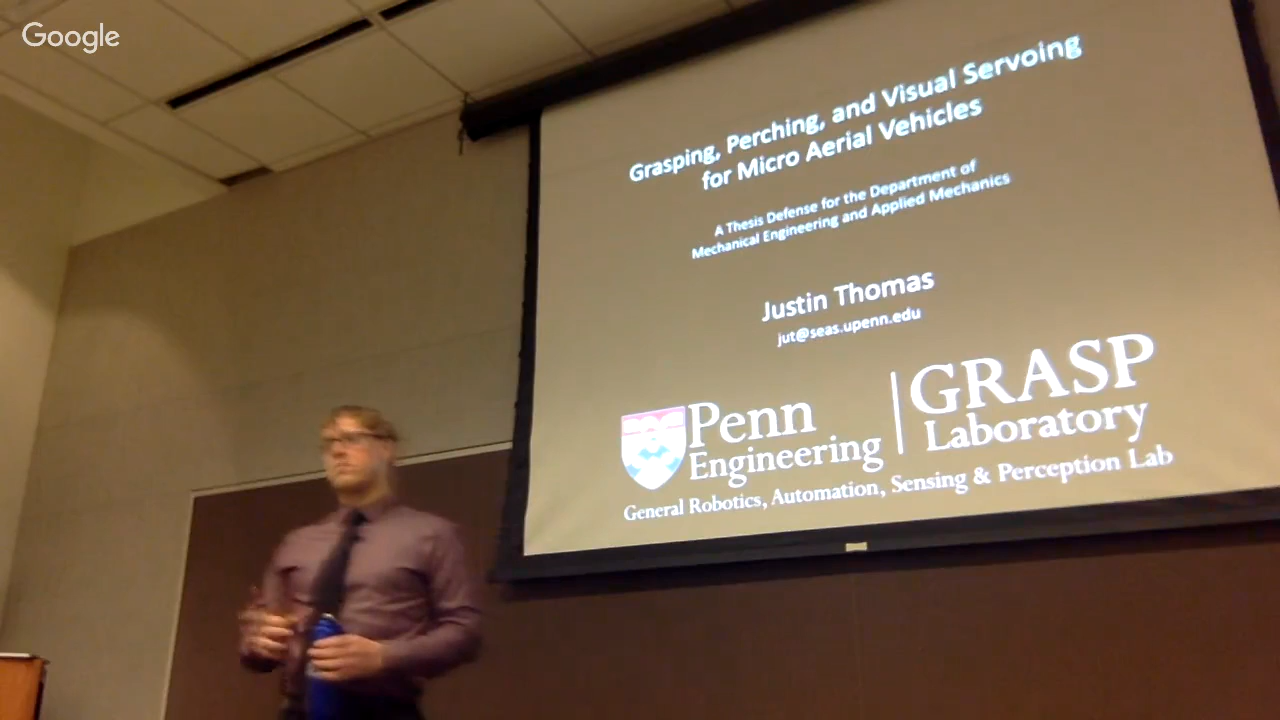 Google
Grasping, Perching, and Visual Servoing
for Micro Aerial Vehicles
A Thesis Defense for the Department of
Mechanical Engineering and Applied Mechanics
Justin Thomas
jut@seas.upenn.edu
Penn
Engineering
GRASP
Laboratory
General Robotics, Automation, Sensing & Perception Lab